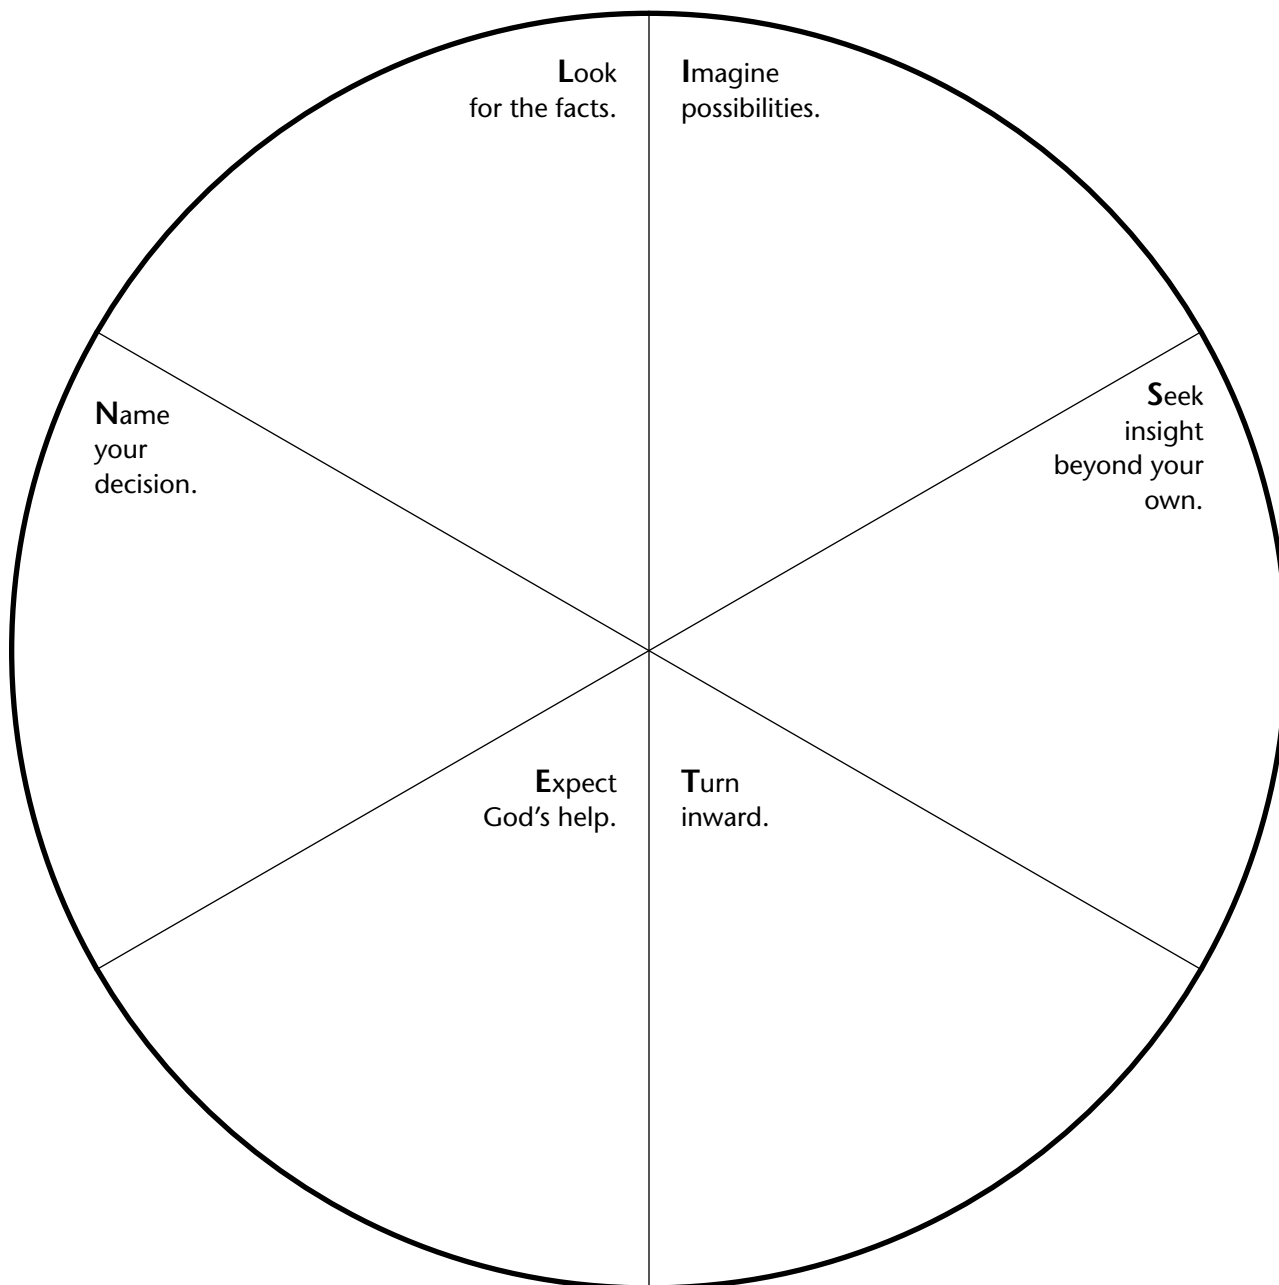 Look
for the facts.
Imagine
possibilities.
Seek
insight
beyond your
own.
Turn
inward.
Expect
God's help.
Name
your
decision.